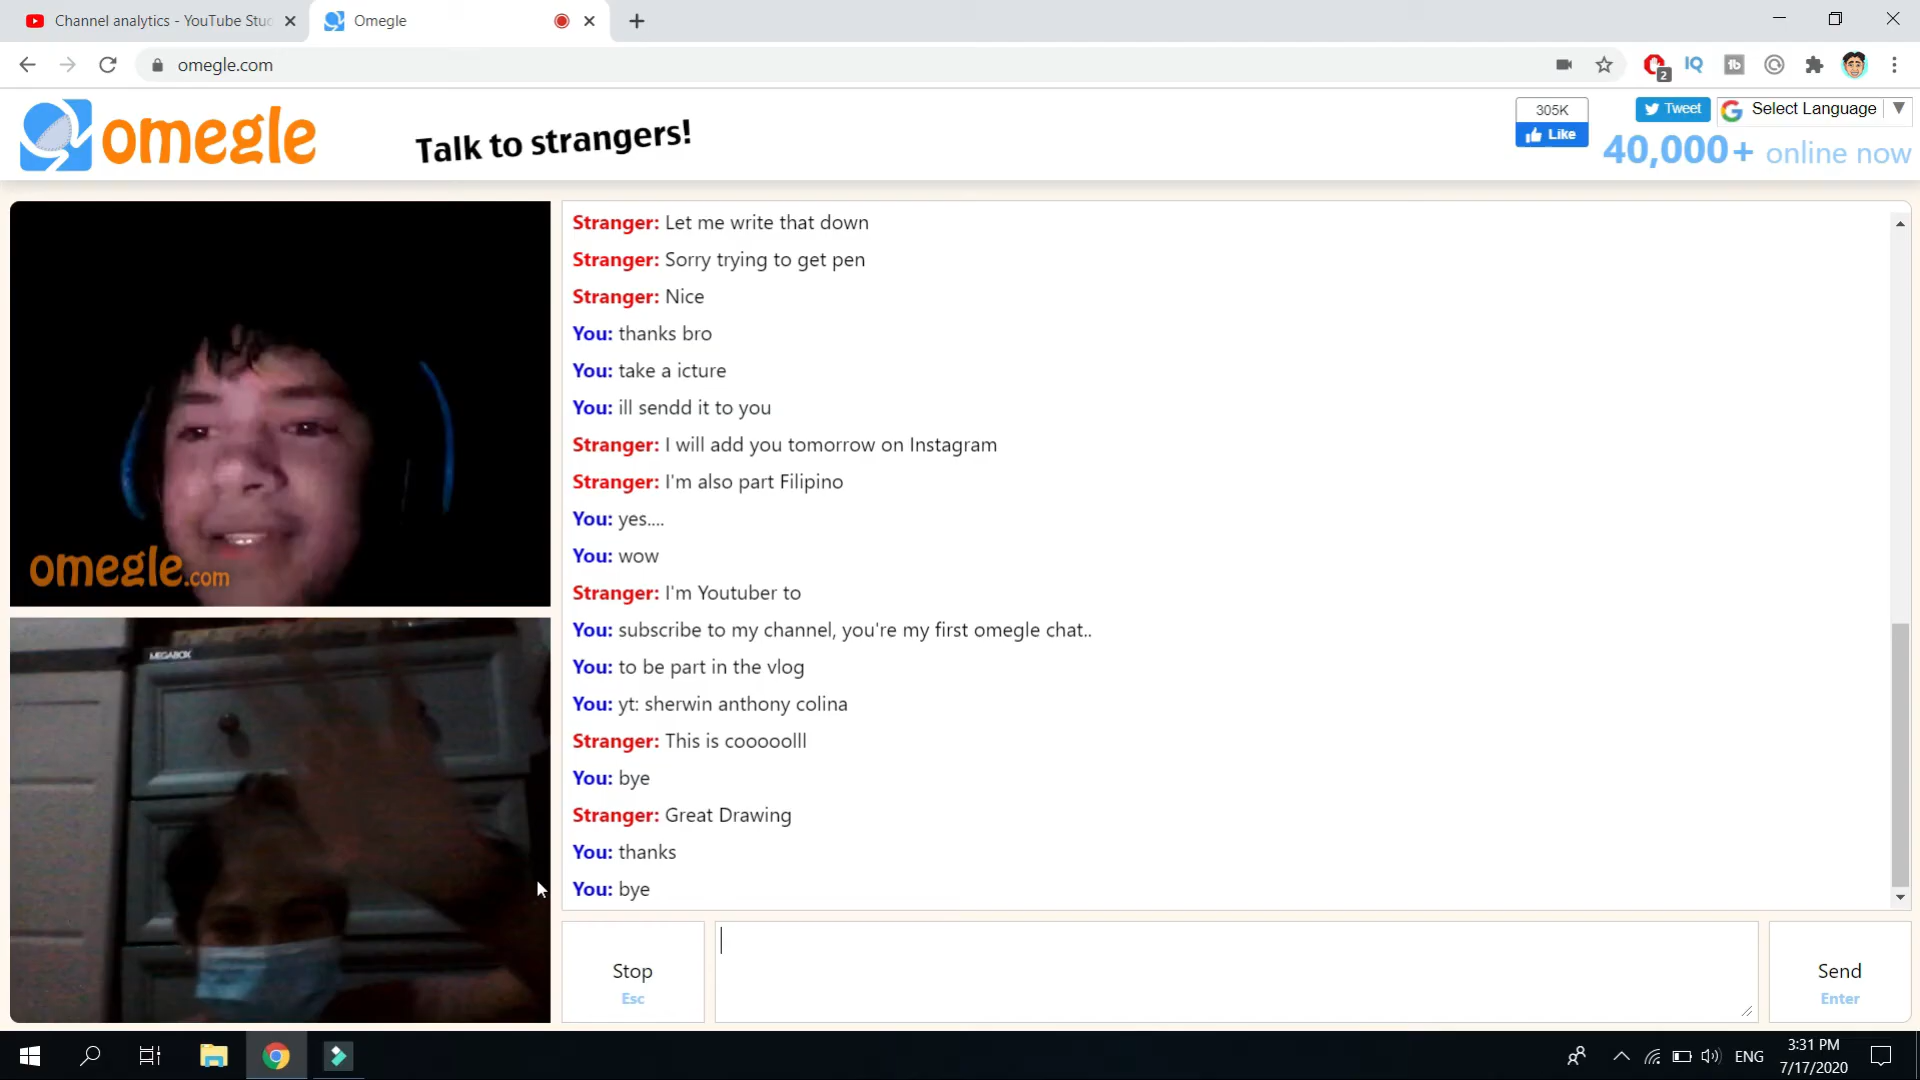 Channel analytics - YouTube Stu
Omegle
omegle.com
2
omegle
Talk to strangers!
305K
Like
Tweet
Select Language
40,000+ online now
Stranger: Let me write that down
Stranger: Sorry trying to get pen
Stranger: Nice
You: thanks bro
You: take a icture
You: ill sendd it to you
Stranger: I will add you tomorrow on Instagram
Stranger: I'm also part Filipino
You: yes....
You: wow
Stranger: I'm Youtuber to
You: subscribe to my channel, you're my first omegle chat..
You: to be part in the vlog
You: yt: sherwin anthony colina
Stranger: This is cooooolll
You: bye
Stranger: Great Drawing
You: thanks
You: bye
omegle.com
MEGABOX
Stop
Esc
Send
Enter
ENG
3:31 PM
7/17/2020
IQ
tb